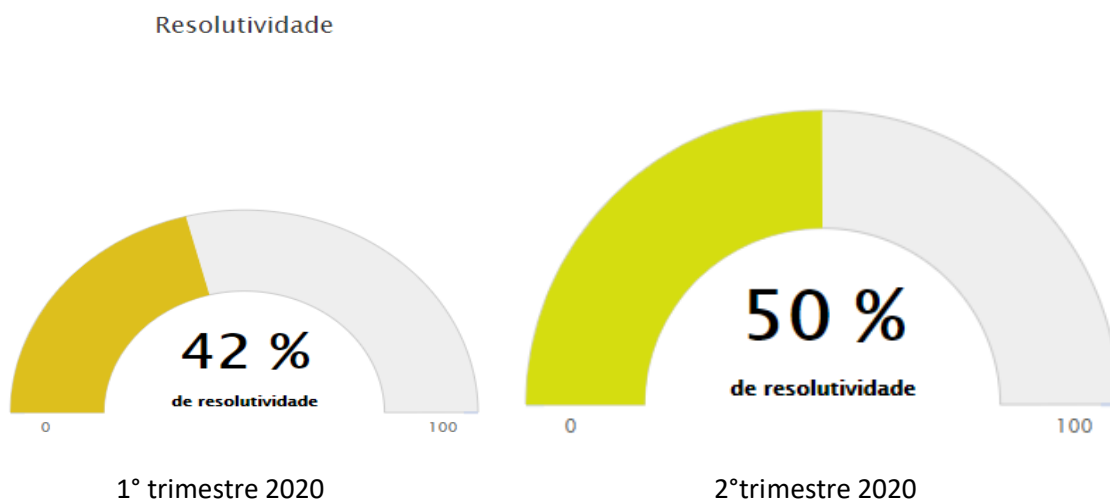 Resolutividade
42 %
de resolutividade
0
100
1° trimestre 2020
50 %
de resolutividade
0
100
2°trimestre 2020